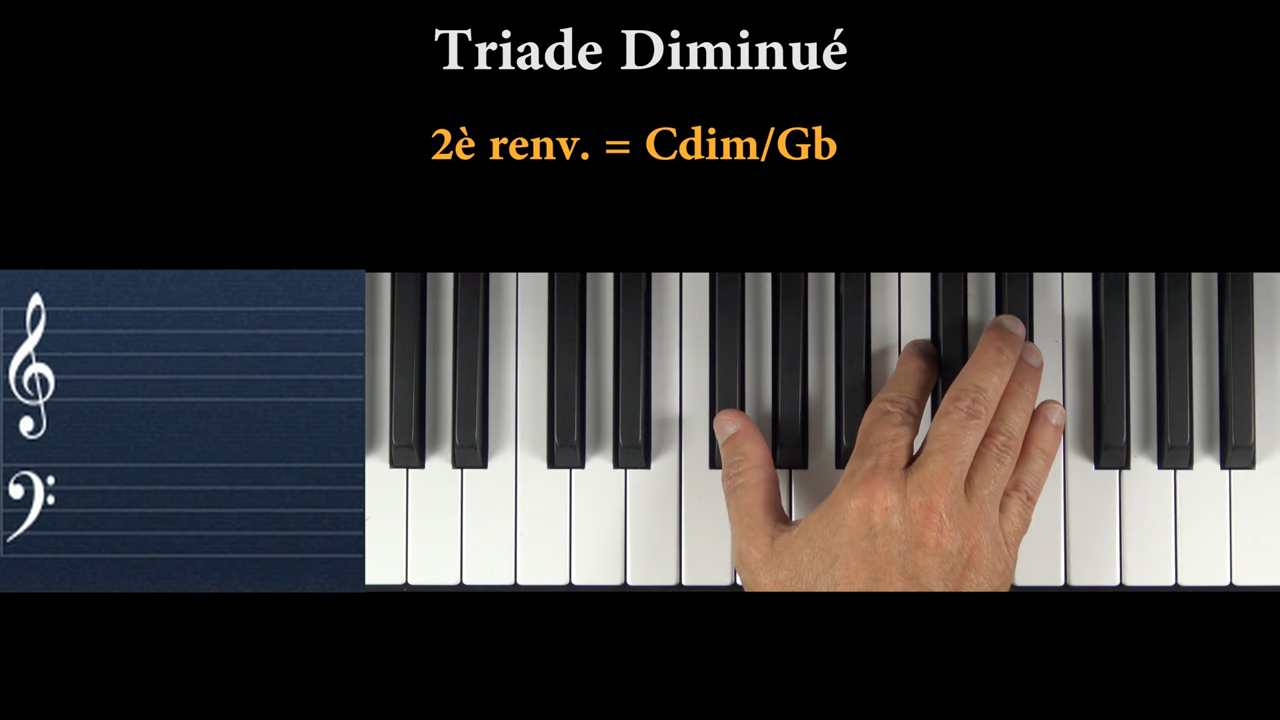 Triade Diminué
2è renv. = Cdim/Gb